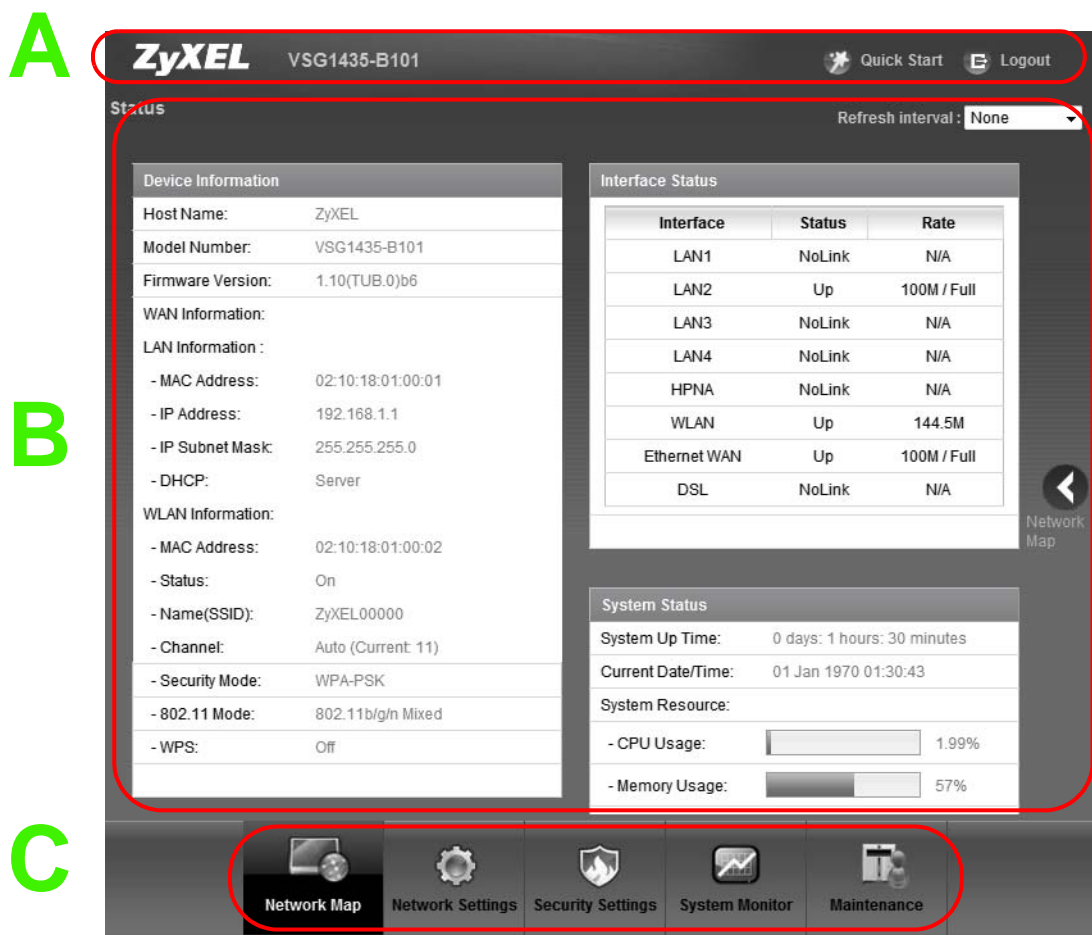 A
ZyXEL VSG1435-B101 Quick Start Logout
Status
Refresh interval : None
B
Device Information
Host Name: ZyXEL
Model Number: VSG1435-B101
Firmware Version: 1.10(TUB.0)b6
WAN Information:
LAN Information :
- MAC Address: 02:10:18:01:00:01
- IP Address: 192.168.1.1
- IP Subnet Mask: 255.255.255.0
- DHCP: Server
WLAN Information:
- MAC Address: 02:10:18:01:00:02
- Status: On
- Name(SSID): ZyXEL00000
- Channel: Auto (Current: 11)
- Security Mode: WPA-PSK
- 802.11 Mode: 802.11b/g/n Mixed
- WPS: Off
Interface Status
Interface Status Rate
LAN1 NoLink N/A
LAN2 Up 100M / Full
LAN3 NoLink N/A
LAN4 NoLink N/A
HPNA NoLink N/A
WLAN Up 144.5M
Ethernet WAN Up 100M / Full
DSL NoLink N/A
Network
Map
System Status
System Up Time: 0 days: 1 hours: 30 minutes
Current Date/Time: 01 Jan 1970 01:30:43
System Resource:
- CPU Usage: 1.99%
- Memory Usage: 57%
C
Network Map Network Settings Security Settings System Monitor Maintenance